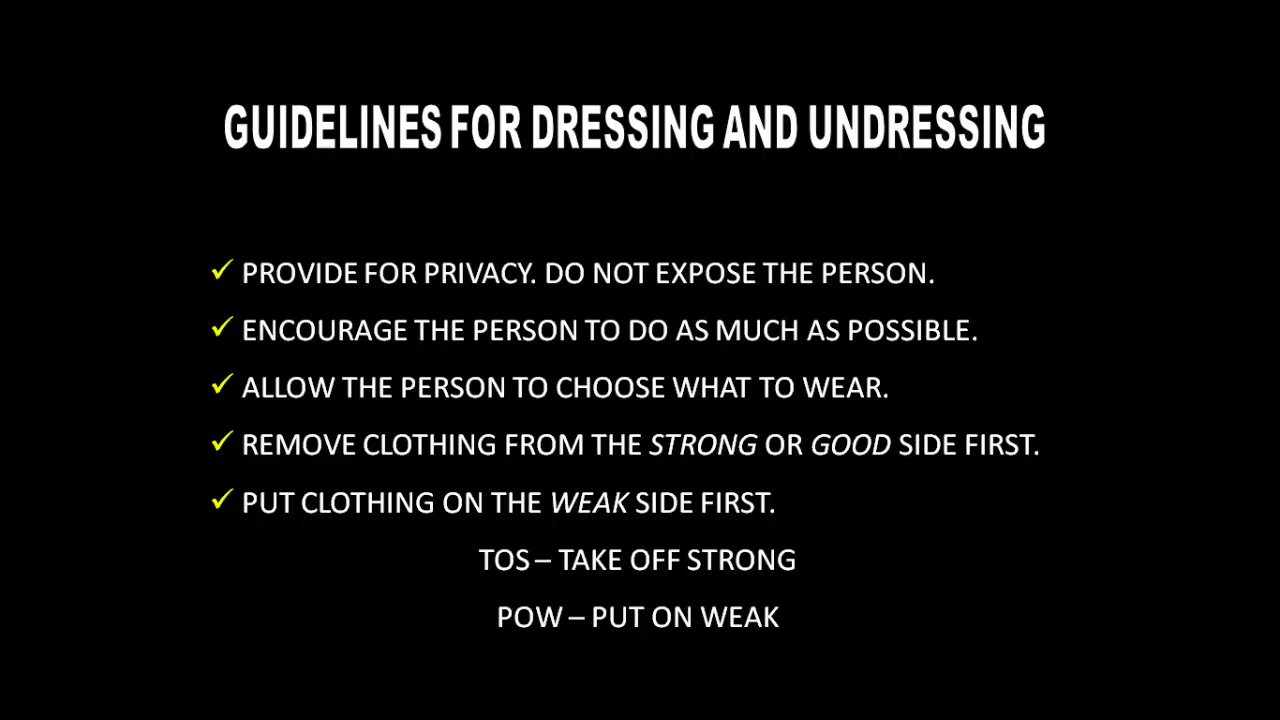 GUIDELINES FOR DRESSING AND UNDRESSING
✓ PROVIDE FOR PRIVACY. DO NOT EXPOSE THE PERSON.
✓ ENCOURAGE THE PERSON TO DO AS MUCH AS POSSIBLE.
✓ ALLOW THE PERSON TO CHOOSE WHAT TO WEAR.
✓ REMOVE CLOTHING FROM THE STRONG OR GOOD SIDE FIRST.
✓ PUT CLOTHING ON THE WEAK SIDE FIRST.
TOS – TAKE OFF STRONG
POW – PUT ON WEAK